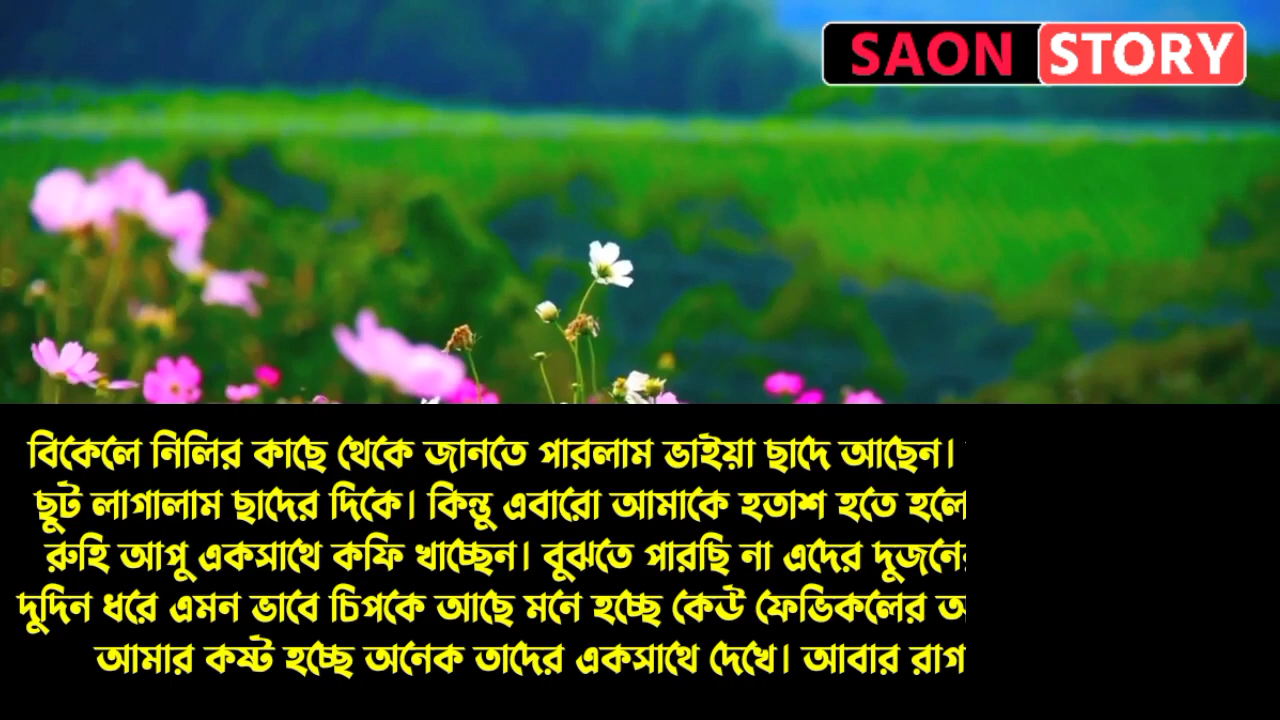 SAON STORY
বিকেলে নিলির কাছে থেকে জানতে পারলাম ভাইয়া ছাদে আছেন।
ছুট লাগালাম ছাদের দিকে। কিন্তু এবারো আমাকে হতাশ হতে হলে
রুহি আপু একসাথে কফি খাচ্ছেন। বুঝতে পারছি না এদের
দুদিন ধরে এমন ভাবে চিপকে আছে মনে হচ্ছে কেউ ফেভিকলের
আমার কষ্ট হচ্ছে অনেক তাদের একসাথে দেখে। আবার রাগ